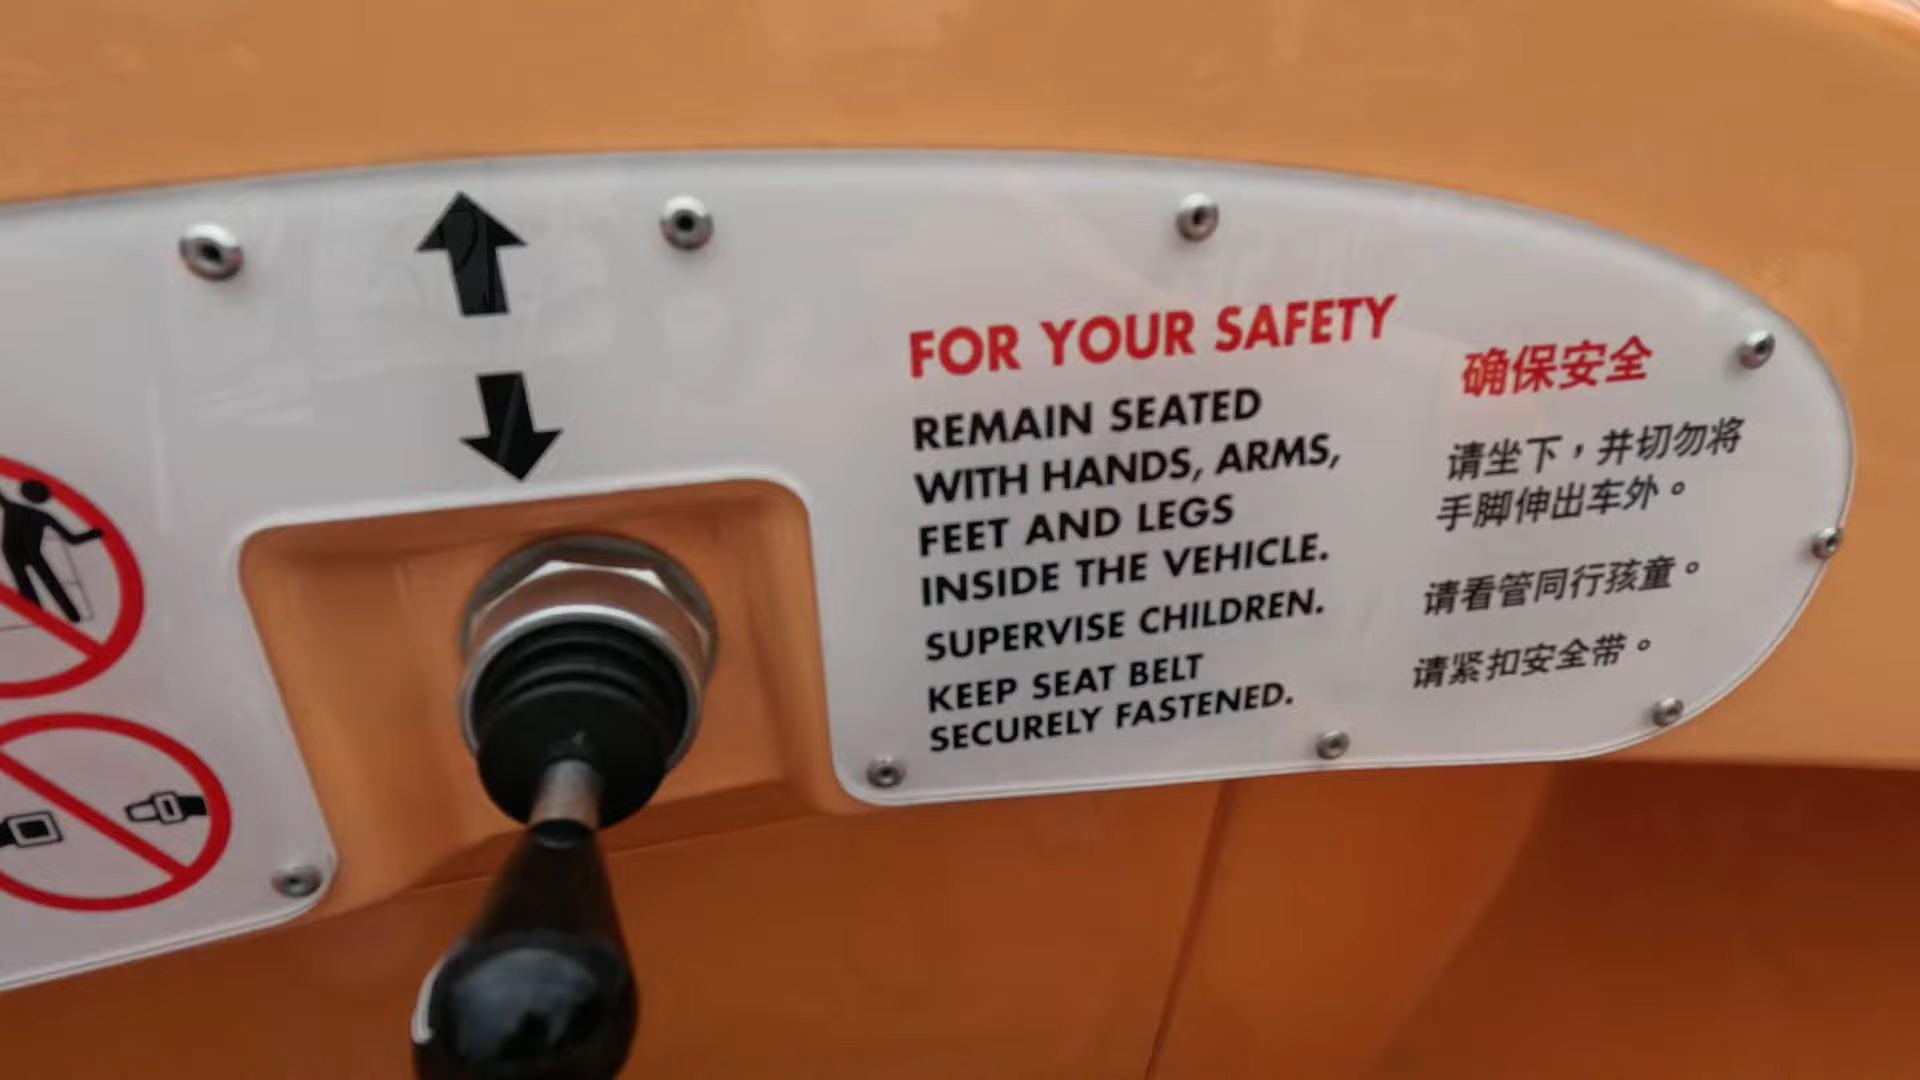 FOR YOUR SAFETY
REMAIN SEATED
WITH HANDS, ARMS,
FEET AND LEGS
INSIDE THE VEHICLE.
SUPERVISE CHILDREN.
KEEP SEAT BELT
SECURELY FASTENED.
确保安全
请坐下，并切勿将
手脚伸出车外。
请看管同行孩童。
请紧扣安全带。